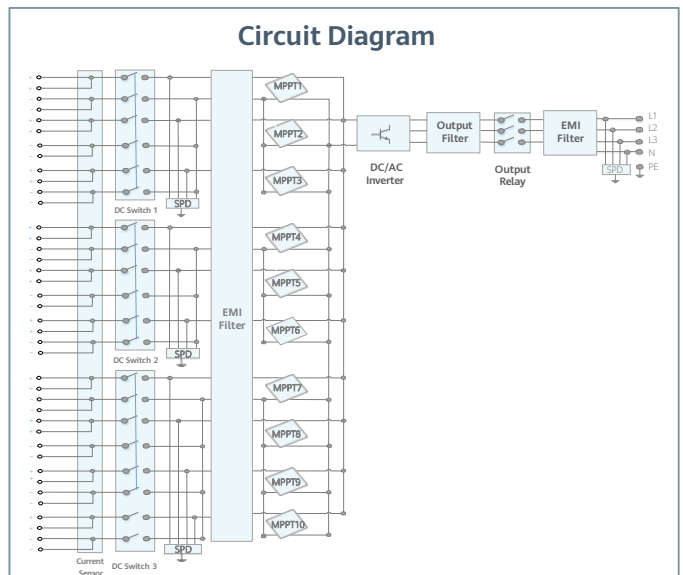 Circuit Diagram
MPPT1
MPPT2
MPPT3
SPD
DC Switch 1
MPPT4
MPPT5
MPPT6
SPD
DC Switch 2
EMI
Filter
MPPT7
MPPT8
MPPT9
MPPT10
SPD
Current
Sensor
DC Switch 3
DC/AC
Inverter
Output
Filter
Output
Relay
EMI
Filter
SPD
L1
L2
L3
N
PE